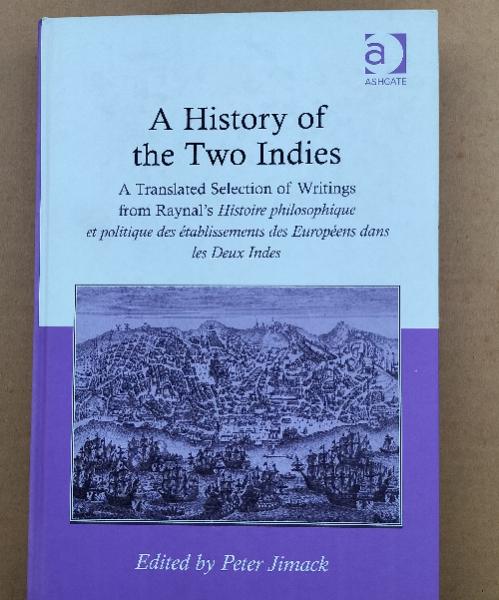 a
ASHGATE
A History of
the Two Indies
A Translated Selection of Writings
from Raynal's Histoire philosophique
et politique des établissements des Européens dans
les Deux Indes
Edited by Peter Jimack